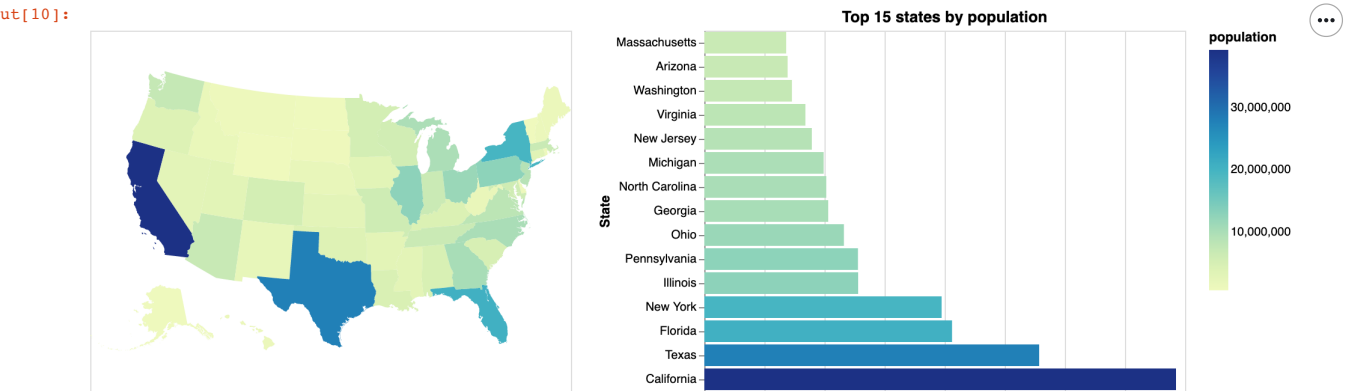 ut[10]:
Top 15 states by population
Massachusetts
Arizona
Washington
Virginia
New Jersey
Michigan
North Carolina
Georgia
Ohio
Pennsylvania
Illinois
New York
Florida
Texas
California
State
population
30,000,000
20,000,000
10,000,000